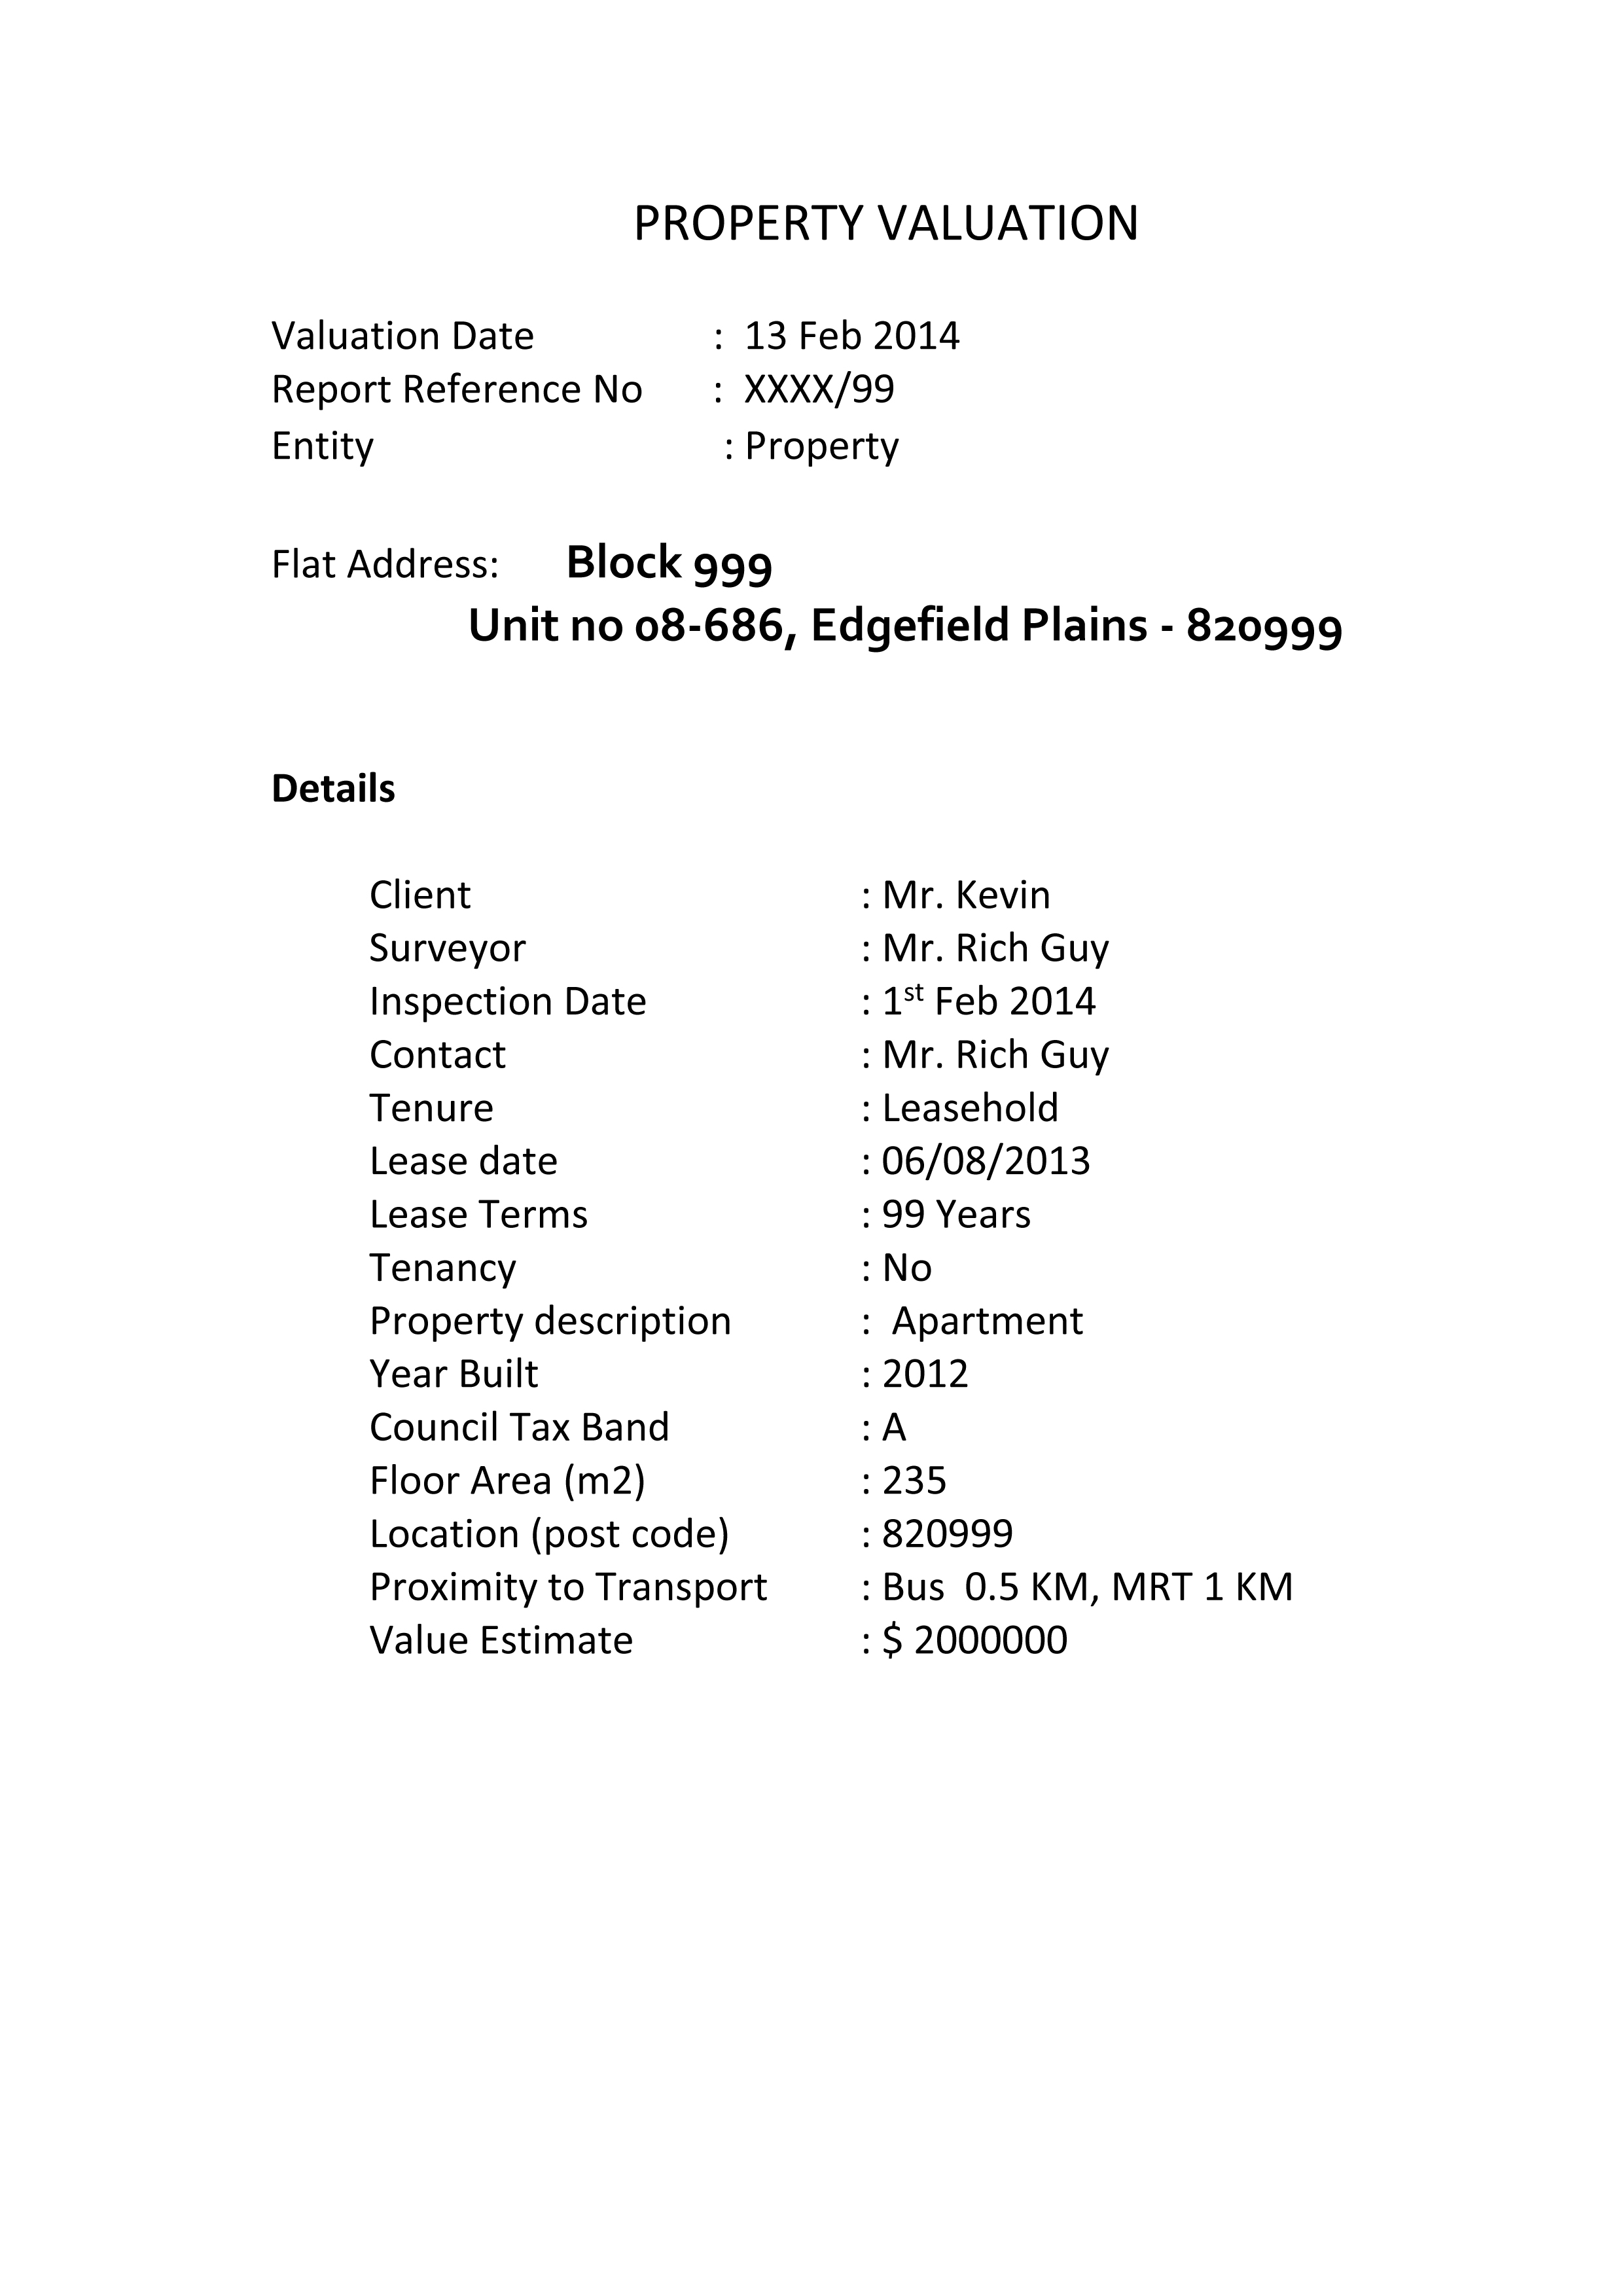 PROPERTY VALUATION
Valuation Date : 13 Feb 2014
Report Reference No : XXXX/99
Entity : Property
Flat Address: Block 999
Unit no 08-686, Edgefield Plains - 820999
Details
Client : Mr. Kevin
Surveyor : Mr. Rich Guy
Inspection Date : 1st Feb 2014
Contact : Mr. Rich Guy
Tenure : Leasehold
Lease date : 06/08/2013
Lease Terms : 99 Years
Tenancy : No
Property description : Apartment
Year Built : 2012
Council Tax Band : A
Floor Area (m2) : 235
Location (post code) : 820999
Proximity to Transport : Bus 0.5 KM, MRT 1 KM
Value Estimate : $ 2000000